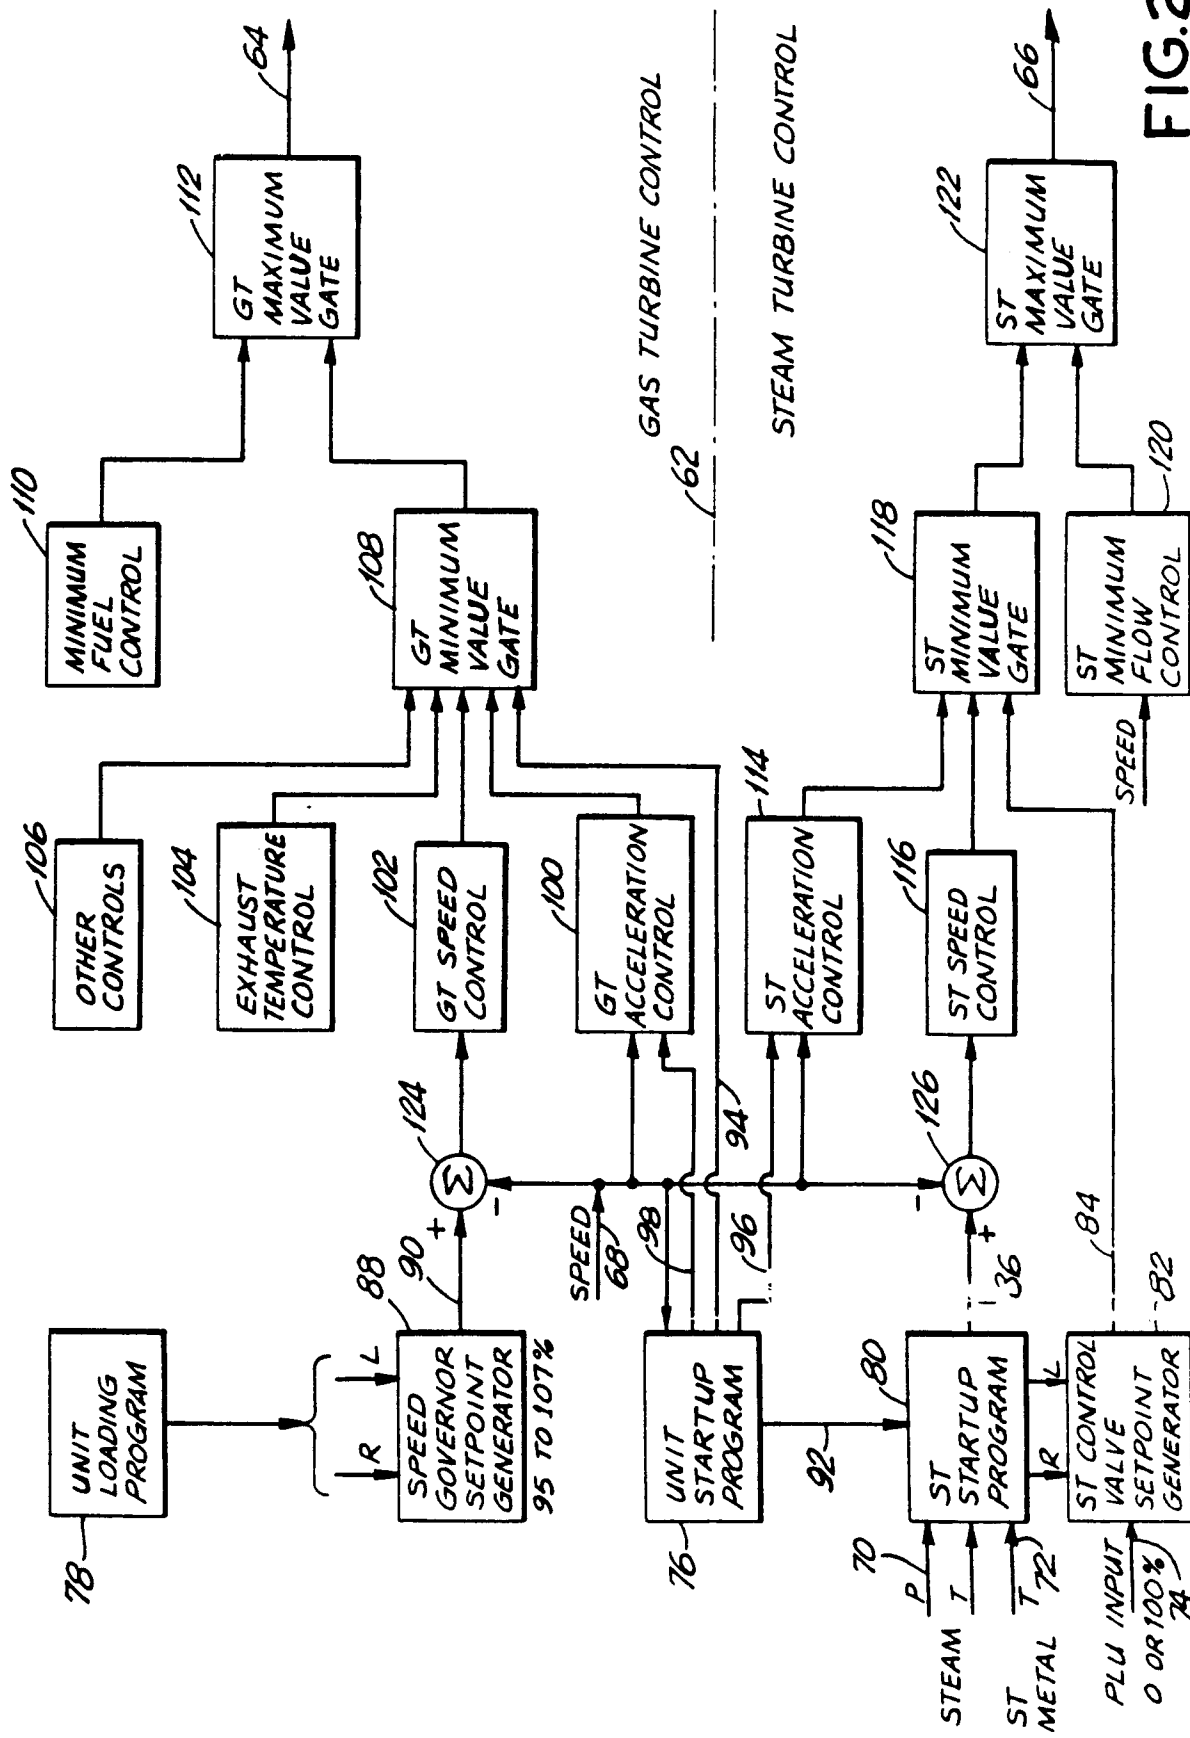 UNIT
LOADING
PROGRAM
78
R
L
SPEED
GOVERNOR
SETPOINT
GENERATOR
88
95 TO 107%
90
+
-
Σ
124
OTHER
CONTROLS
106
EXHAUST
TEMPERATURE
CONTROL
104
GT SPEED
CONTROL
102
GT
ACCELERATION
CONTROL
100
MINIMUM
FUEL
CONTROL
110
GT
MINIMUM
VALUE
GATE
108
GT
MAXIMUM
VALUE
GATE
112
64
SPEED
68
98
94
96
UNIT
STARTUP
PROGRAM
76
92
GAS TURBINE CONTROL
62
STEAM TURBINE CONTROL
ST
ACCELERATION
CONTROL
114
STEAM
P
70
T
ST
METAL
T
72
ST
STARTUP
PROGRAM
80
36
+
-
Σ
126
ST SPEED
CONTROL
116
R
L
PLU INPUT
0 OR 100%
74
ST CONTROL
VALVE
SETPOINT
GENERATOR
82
84
ST
MINIMUM
VALUE
GATE
118
SPEED
ST
MINIMUM
FLOW
CONTROL
120
ST
MAXIMUM
VALUE
GATE
122
66
FIG.2